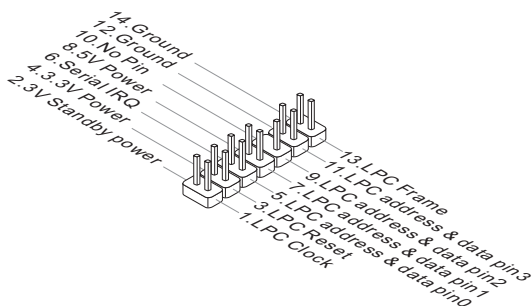 14.Ground
12.Ground
10.No Pin
8.5V Power
6.Serial IRQ
4.3.3V Power
2.3V Standby power
13.LPC Frame
11.LPC address & data pin3
9.LPC address & data pin2
7.LPC address & data pin1
5.LPC address & data pin0
3.LPC Reset
1.LPC Clock